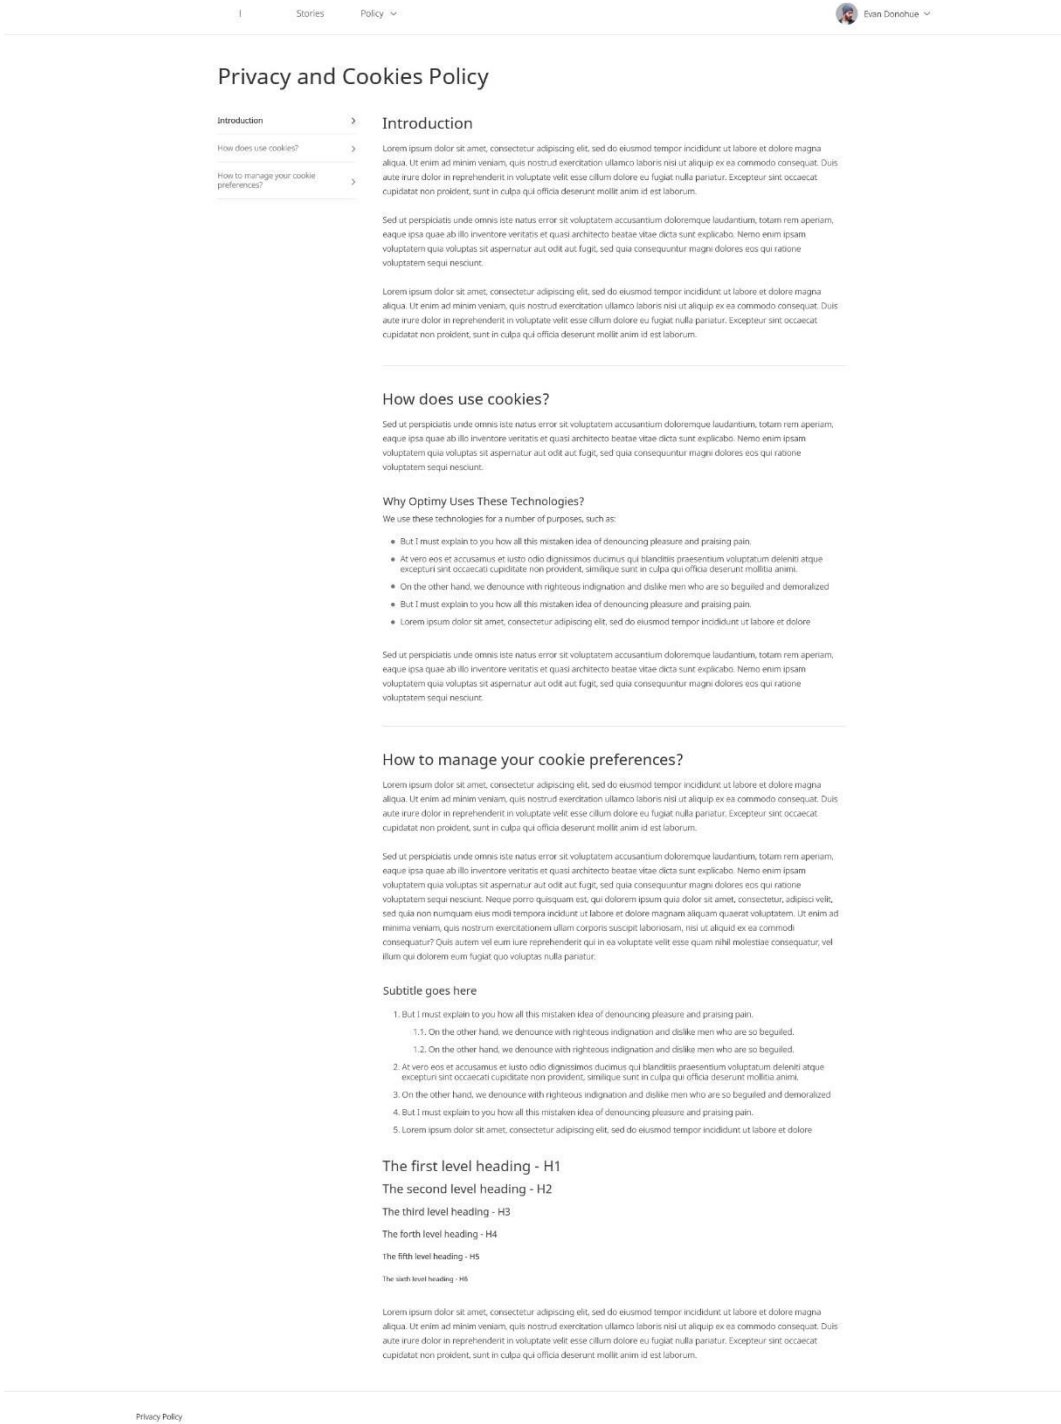 Stories
Policy
Evan Donohue
Privacy and Cookies Policy
Introduction
How does use cookies?
How to manage your cookie
preferences?
Introduction
Lorem ipsum dolor sit amet, consectetur adipiscing elit, sed do eiusmod tempor incididunt ut labore et dolore magna
aliqua. Ut enim ad minim veniam, quis nostrud exercitation ullamco laboris nisi ut aliquip ex ea commodo consequat. Duis
aute irure dolor in reprehenderit in voluptate velit esse cillum dolore eu fugiat nulla pariatur. Excepteur sint occaecat
cupidatat non proident, sunt in culpa qui officia deserunt mollit anim id est laborum.
Sed ut perspiciatis unde omnis iste natus error sit voluptatem accusantium doloremque laudantium, totam rem aperiam,
eaque ipsa quae ab illo inventore veritatis et quasi architecto beatae vitae dicta sunt explicabo. Nemo enim ipsam
voluptatem quia voluptas sit aspernatur aut odit aut fugit, sed quia consequuntur magni dolores eos qui ratione
voluptatem sequi nesciunt.
Lorem ipsum dolor sit amet, consectetur adipiscing elit, sed do eiusmod tempor incididunt ut labore et dolore magna
aliqua. Ut enim ad minim veniam, quis nostrud exercitation ullamco laboris nisi ut aliquip ex ea commodo consequat. Duis
aute irure dolor in reprehenderit in voluptate velit esse cillum dolore eu fugiat nulla pariatur. Excepteur sint occaecat
cupidatat non proident, sunt in culpa qui officia deserunt mollit anim id est laborum.
How does use cookies?
Sed ut perspiciatis unde omnis iste natus error sit voluptatem accusantium doloremque laudantium, totam rem aperiam,
eaque ipsa quae ab illo inventore veritatis et quasi architecto beatae vitae dicta sunt explicabo. Nemo enim ipsam
voluptatem quia voluptas sit aspernatur aut odit aut fugit, sed quia consequuntur magni dolores eos qui ratione
voluptatem sequi nesciunt.
Why Optimy Uses These Technologies?
We use these technologies for a number of purposes, such as:
• But I must explain to you how all this mistaken idea of denouncing pleasure and praising pain.
• At vero eos et accusamus et iusto odio dignissimos ducimus qui blanditiis praesentium voluptatum deleniti atque
excepturi sint occaecati cupiditate non provident, similique sunt in culpa qui officia deserunt mollitia animi.
• On the other hand, we denounce with righteous indignation and dislike men who are so beguiled and demoralized
• But I must explain to you how all this mistaken idea of denouncing pleasure and praising pain.
• Lorem ipsum dolor sit amet, consectetur adipiscing elit, sed do eiusmod tempor incididunt ut labore et dolore
Sed ut perspiciatis unde omnis iste natus error sit voluptatem accusantium doloremque laudantium, totam rem aperiam,
eaque ipsa quae ab illo inventore veritatis et quasi architecto beatae vitae dicta sunt explicabo. Nemo enim ipsam
voluptatem quia voluptas sit aspernatur aut odit aut fugit, sed quia consequuntur magni dolores eos qui ratione
voluptatem sequi nesciunt.
How to manage your cookie preferences?
Lorem ipsum dolor sit amet, consectetur adipiscing elit, sed do eiusmod tempor incididunt ut labore et dolore magna
aliqua. Ut enim ad minim veniam, quis nostrud exercitation ullamco laboris nisi ut aliquip ex ea commodo consequat. Duis
aute irure dolor in reprehenderit in voluptate velit esse cillum dolore eu fugiat nulla pariatur. Excepteur sint occaecat
cupidatat non proident, sunt in culpa qui officia deserunt mollit anim id est laborum.
Sed ut perspiciatis unde omnis iste natus error sit voluptatem accusantium doloremque laudantium, totam rem aperiam,
eaque ipsa quae ab illo inventore veritatis et quasi architecto beatae vitae dicta sunt explicabo. Nemo enim ipsam
voluptatem quia voluptas sit aspernatur aut odit aut fugit, sed quia consequuntur magni dolores eos qui ratione
voluptatem sequi nesciunt. Neque porro quisquam est, qui dolorem ipsum quia dolor sit amet, consectetur, adipisci velit,
sed quia non numquam eius modi tempora incidunt ut labore et dolore magnam aliquam quaerat voluptatem. Ut enim ad
minima veniam, quis nostrum exercitationem ullam corporis suscipit laboriosam, nisi ut aliquid ex ea commodi
consequatur? Quis autem vel eum iure reprehenderit qui in ea voluptate velit esse quam nihil molestiae consequatur, vel
illum qui dolorem eum fugiat quo voluptas nulla pariatur.
Subtitle goes here
1. But I must explain to you how all this mistaken idea of denouncing pleasure and praising pain.
1.1. On the other hand, we denounce with righteous indignation and dislike men who are so beguiled.
1.2. On the other hand, we denounce with righteous indignation and dislike men who are so beguiled.
2. At vero eos et accusamus et iusto odio dignissimos ducimus qui blanditiis praesentium voluptatum deleniti atque
excepturi sint occaecati cupiditate non provident, similique sunt in culpa qui officia deserunt mollitia animi.
3. On the other hand, we denounce with righteous indignation and dislike men who are so beguiled and demoralized
4. But I must explain to you how all this mistaken idea of denouncing pleasure and praising pain.
5. Lorem ipsum dolor sit amet, consectetur adipiscing elit, sed do eiusmod tempor incididunt ut labore et dolore
The first level heading - H1
The second level heading - H2
The third level heading - H3
The forth level heading - H4
The fifth level heading - H5
The sixth level heading - H6
Lorem ipsum dolor sit amet, consectetur adipiscing elit, sed do eiusmod tempor incididunt ut labore et dolore magna
aliqua. Ut enim ad minim veniam, quis nostrud exercitation ullamco laboris nisi ut aliquip ex ea commodo consequat. Duis
aute irure dolor in reprehenderit in voluptate velit esse cillum dolore eu fugiat nulla pariatur. Excepteur sint occaecat
cupidatat non proident, sunt in culpa qui officia deserunt mollit anim id est laborum.
Privacy Policy